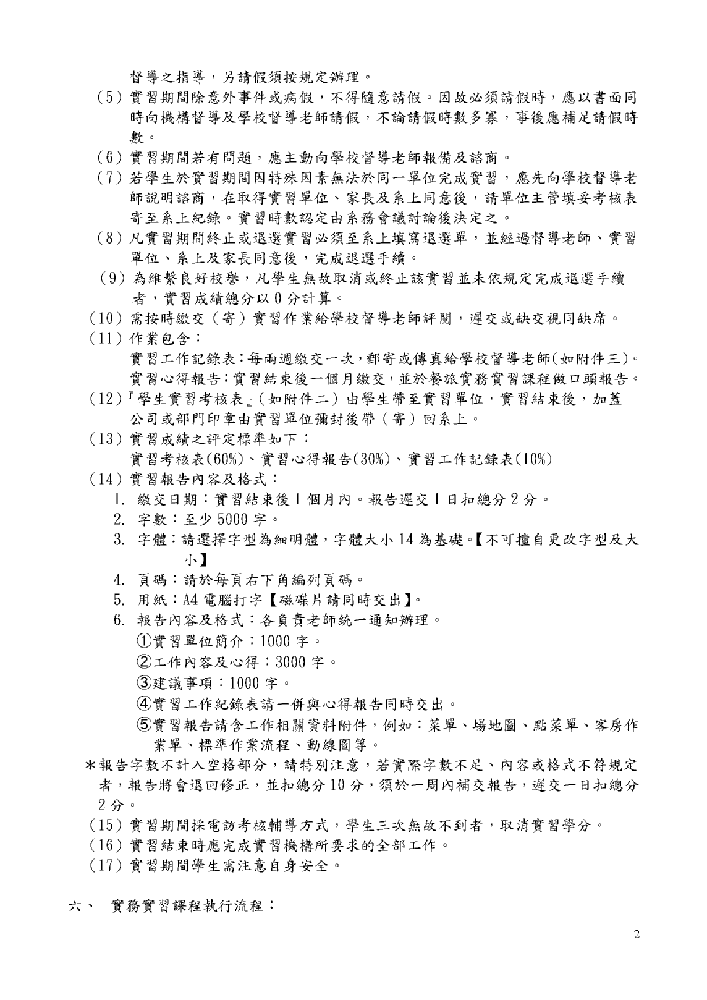 督導之指導，另請假須按規定辦理。
(5) 實習期間除意外事件或病假，不得隨意請假。因故必須請假時，應以書面同
時向機構督導及學校督導老師請假，不論請假時數多寡，事後應補足請假時
數。
(6) 實習期間若有問題，應主動向學校督導老師報備及諮商。
(7) 若學生於實習期間因特殊因素無法於同一單位完成實習，應先向學校督導老
師說明諮商，在取得實習單位、家長及系上同意後，請單位主管填妥考核表
寄至系上紀錄。實習時數認定由系務會議討論後決定之。
(8) 凡實習期間終止或退選實習必須至系上填寫退選單，並經過督導老師、實習
單位、系上及家長同意後，完成退選手續。
(9) 為維繫良好校譽，凡學生無故取消或終止該實習並未依規定完成退選手續
者，實習成績總分以 0 分計算。
(10) 需按時繳交（寄）實習作業給學校督導老師評閱，遲交或缺交視同缺席。
(11) 作業包含：
實習工作記錄表：每兩週繳交一次，郵寄或傳真給學校督導老師(如附件三)。
實習心得報告：實習結束後一個月繳交，並於餐旅實務實習課程做口頭報告。
(12)『學生實習考核表』（如附件二）由學生帶至實習單位，實習結束後，加蓋
公司或部門印章由實習單位彌封後帶（寄）回系上。
(13) 實習成績之評定標準如下：
實習考核表(60%)、實習心得報告(30%)、實習工作記錄表(10%)
(14) 實習報告內容及格式：
1. 繳交日期：實習結束後 1 個月內。報告遲交 1 日扣總分 2 分。
2. 字數：至少 5000 字。
3. 字體：請選擇字型為細明體，字體大小 14 為基礎。【不可擅自更改字型及大
小】
4. 頁碼：請於每頁右下角編列頁碼。
5. 用紙：A4 電腦打字【磁碟片請同時交出】。
6. 報告內容及格式：各負責老師統一通知辦理。
①實習單位簡介：1000 字。
②工作內容及心得：3000 字。
③建議事項：1000 字。
④實習工作紀錄表請一併與心得報告同時交出。
⑤實習報告請含工作相關資料附件，例如：菜單、場地圖、點菜單、客房作
業單、標準作業流程、動線圖等。
＊報告字數不計入空格部分，請特別注意，若實際字數不足、內容或格式不符規定
者，報告將會退回修正，並扣總分 10 分，須於一周內補交報告，遲交一日扣總分
2 分。
(15) 實習期間採電訪考核輔導方式，學生三次無故不到者，取消實習學分。
(16) 實習結束時應完成實習機構所要求的全部工作。
(17) 實習期間學生需注意自身安全。
六、 實務實習課程執行流程：
2